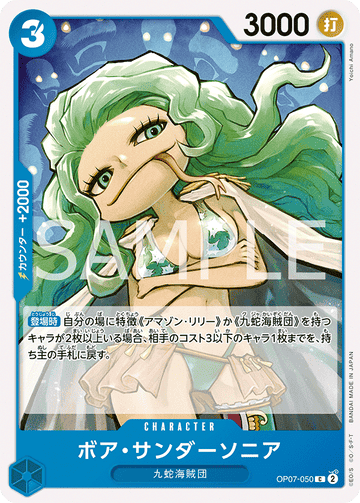 3
3000
打
Yoichi Amano
カウンター +2000
SAMPLE
登場時 自分の場に特徴《アマゾン・リリー》か《九蛇海賊団》を持つ
キャラが2枚以上いる場合、相手のコスト3以下のキャラ1枚までを、持
ち主の手札に戻す。
CHARACTER
ボア・サンダーソニア
九蛇海賊団
OP07-050 C 2
©E.O./S. ©O./S・F・T BANDAI MADE IN JAPAN